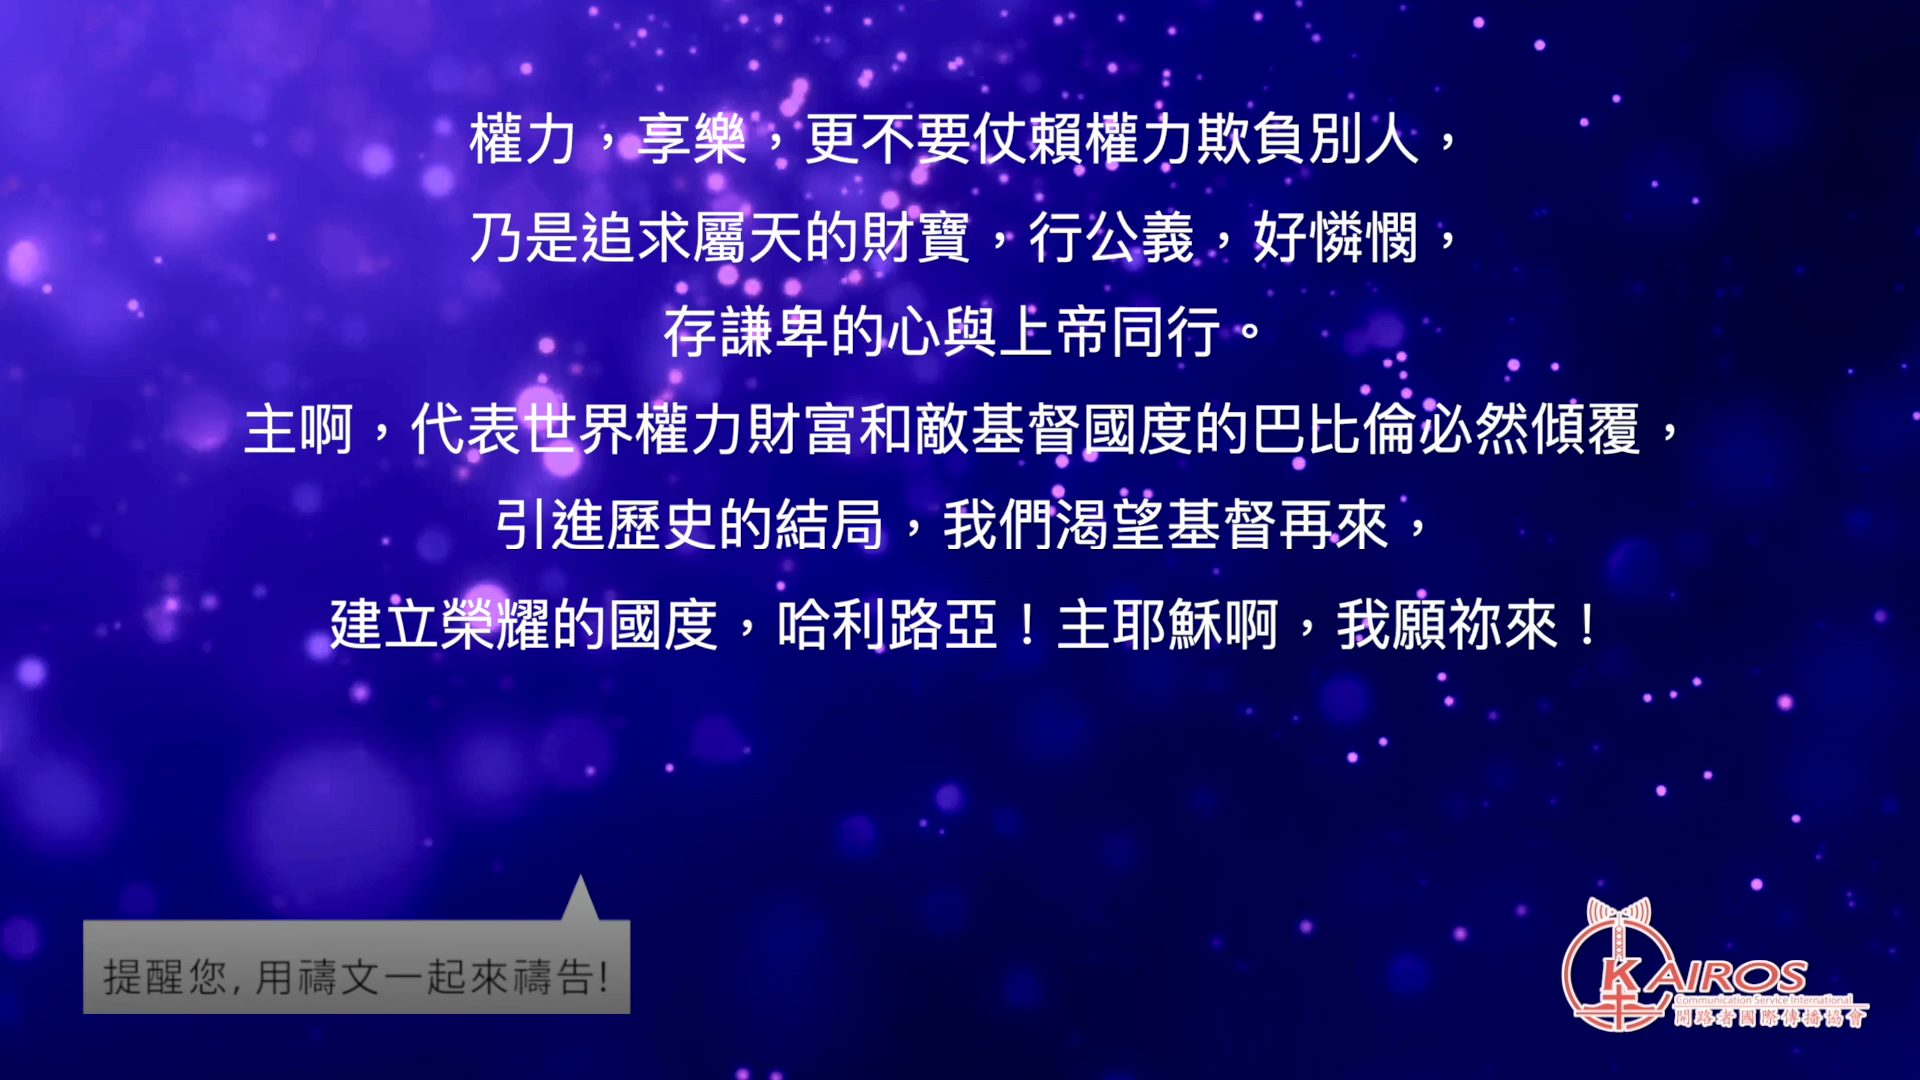 權力，享樂，更不要仗賴權力欺負別人，
乃是追求屬天的財寶，行公義，好憐憫，
存謙卑的心與上帝同行。
主啊，代表世界權力財富和敵基督國度的巴比倫必然傾覆，
引進歷史的結局，我們渴望基督再來，
建立榮耀的國度，哈利路亞！主耶穌啊，我願祢來！
提醒您, 用禱文一起來禱告!
KAIROS
Communication Service International
開路者國際傳播協會